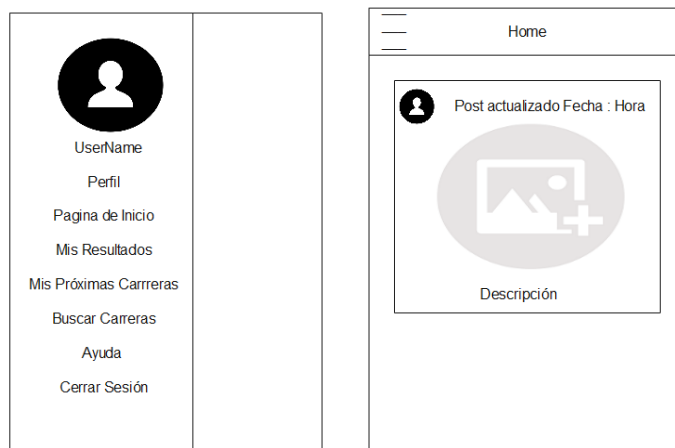 UserName
Perfil
Pagina de Inicio
Mis Resultados
Mis Próximas Carrreras
Buscar Carreras
Ayuda
Cerrar Sesión
Home
Post actualizado Fecha : Hora
Descripción